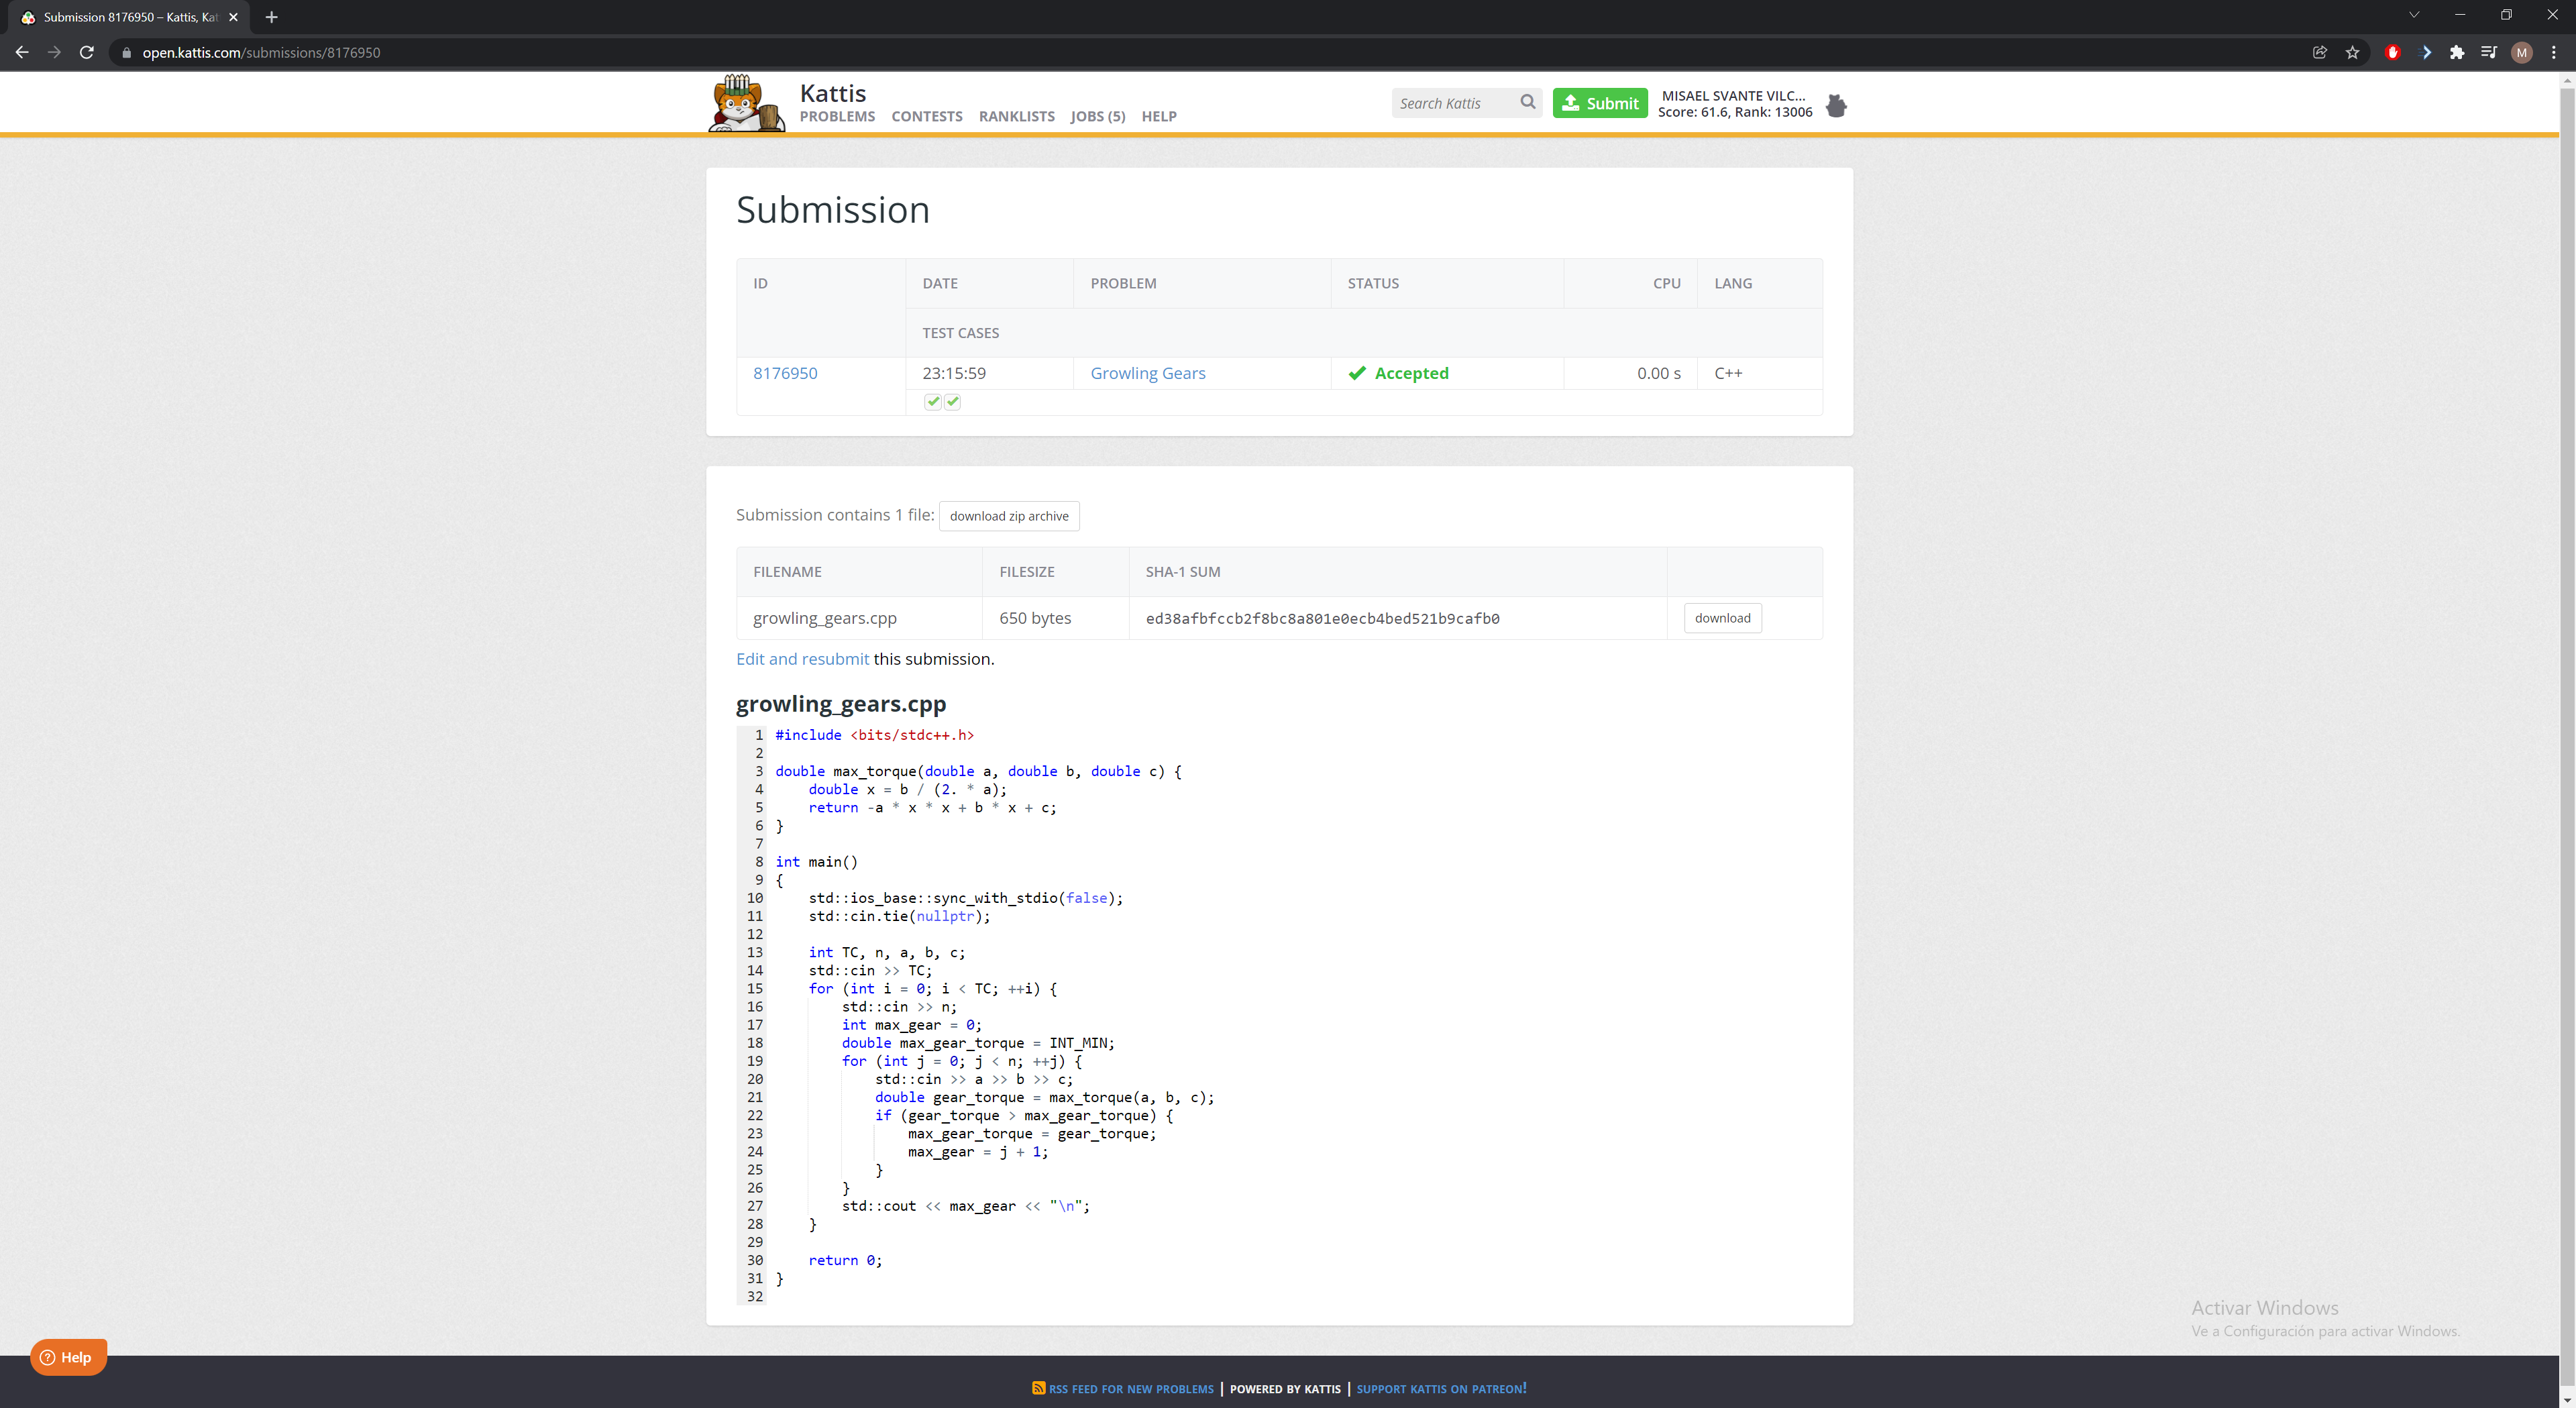 Submission 8176950 – Kattis, Kat
open.kattis.com/submissions/8176950
M
Kattis
PROBLEMS CONTESTS RANKLISTS JOBS (5) HELP
Search Kattis
Submit
MISAEL SVANTE VILC...
Score: 61.6, Rank: 13006
Submission
ID DATE PROBLEM STATUS CPU LANG
TEST CASES
8176950 23:15:59 Growling Gears Accepted 0.00 s C++
Submission contains 1 file: download zip archive
FILENAME FILESIZE SHA-1 SUM
growling_gears.cpp 650 bytes ed38afbfccb2f8bc8a801e0ecb4bed521b9cafb0 download
Edit and resubmit this submission.
growling_gears.cpp
1 #include <bits/stdc++.h>
2
3 double max_torque(double a, double b, double c) {
4     double x = b / (2. * a);
5     return -a * x * x + b * x + c;
6 }
7
8 int main()
9 {
10     std::ios_base::sync_with_stdio(false);
11     std::cin.tie(nullptr);
12
13     int TC, n, a, b, c;
14     std::cin >> TC;
15     for (int i = 0; i < TC; ++i) {
16         std::cin >> n;
17         int max_gear = 0;
18         double max_gear_torque = INT_MIN;
19         for (int j = 0; j < n; ++j) {
20             std::cin >> a >> b >> c;
21             double gear_torque = max_torque(a, b, c);
22             if (gear_torque > max_gear_torque) {
23                 max_gear_torque = gear_torque;
24                 max_gear = j + 1;
25             }
26         }
27         std::cout << max_gear << "\n";
28     }
29
30     return 0;
31 }
32
Activar Windows
Ve a Configuración para activar Windows.
? Help
RSS FEED FOR NEW PROBLEMS | POWERED BY KATTIS | SUPPORT KATTIS ON PATREON!